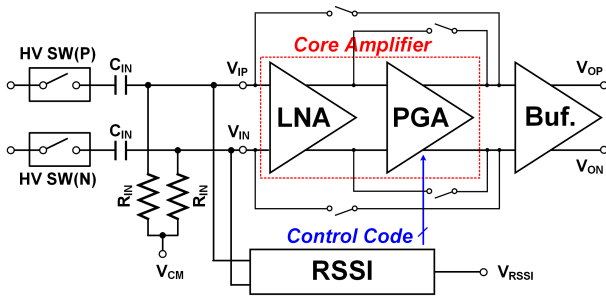 HV SW(P)
CIN
VIP
Core Amplifier
LNA
PGA
Buf.
VOP
HV SW(N)
CIN
VIN
VON
RIN
RIN
VCM
Control Code
RSSI
VRSSI